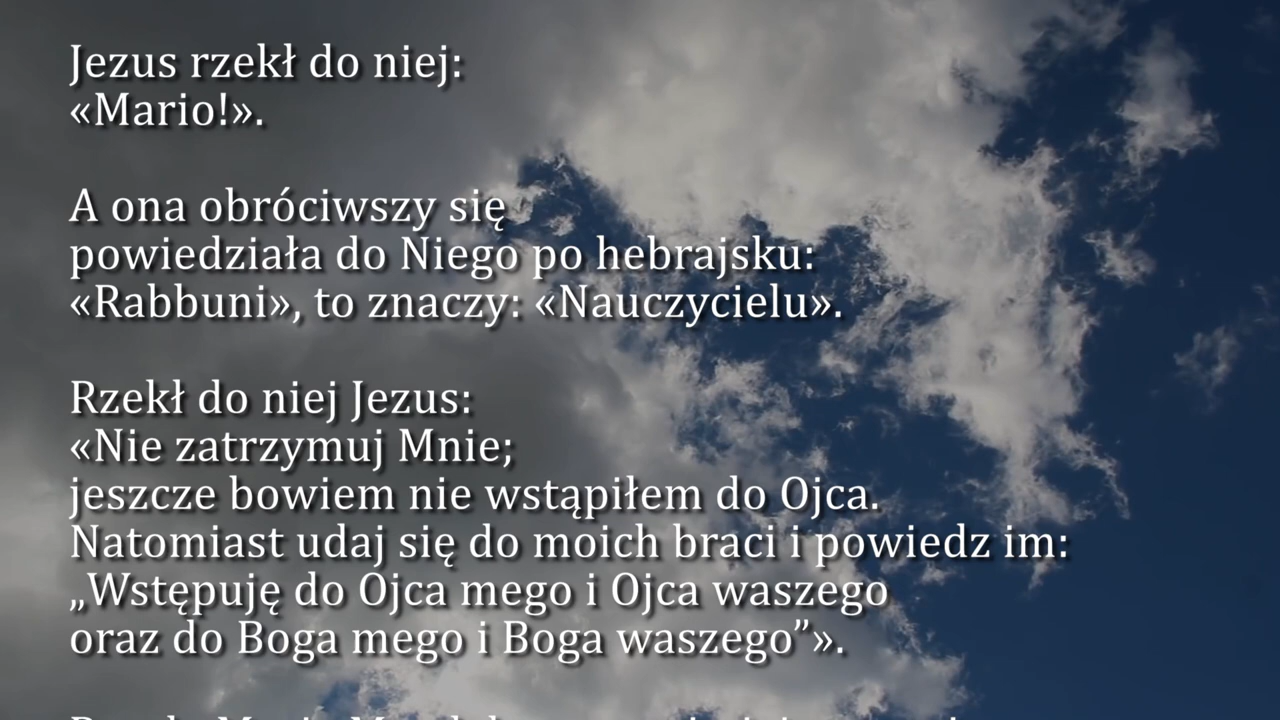 Jezus rzekł do niej:
«Mario!».
A ona obróciwszy się
powiedziała do Niego po hebrajsku:
«Rabbuni», to znaczy: «Nauczycielu».
Rzekł do niej Jezus:
«Nie zatrzymuj Mnie;
jeszcze bowiem nie wstąpiłem do Ojca.
Natomiast udaj się do moich braci i powiedz im:
„Wstępuję do Ojca mego i Ojca waszego
oraz do Boga mego i Boga waszego”».